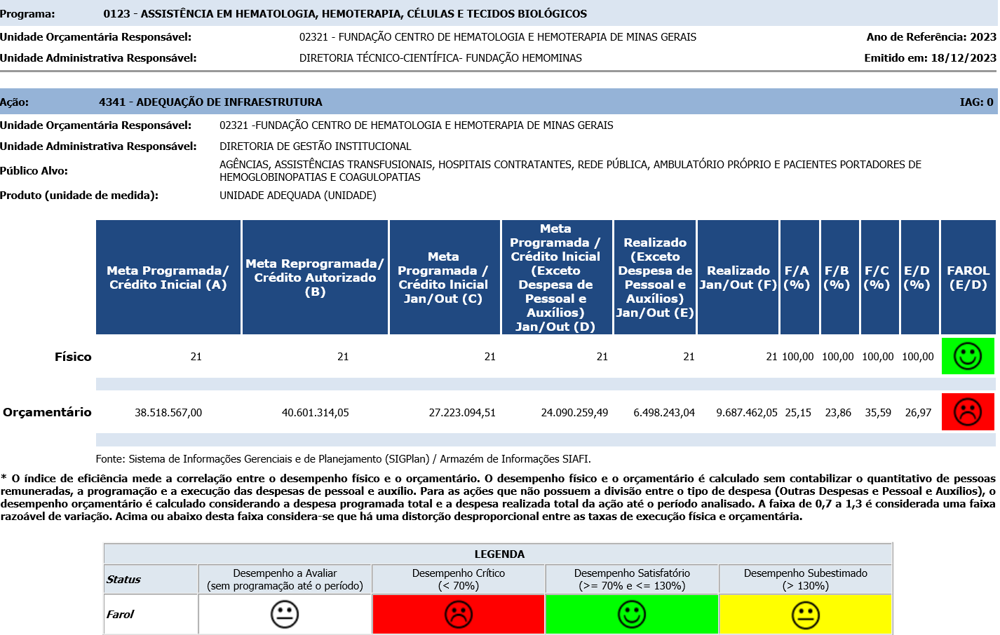 Programa: 0123 - ASSISTÊNCIA EM HEMATOLOGIA, HEMOTERAPIA, CÉLULAS E TECIDOS BIOLÓGICOS
Unidade Orçamentária Responsável: 02321 - FUNDAÇÃO CENTRO DE HEMATOLOGIA E HEMOTERAPIA DE MINAS GERAIS Ano de Referência: 2023
Unidade Administrativa Responsável: DIRETORIA TÉCNICO-CIENTÍFICA- FUNDAÇÃO HEMOMINAS Emitido em: 18/12/2023
Ação: 4341 - ADEQUAÇÃO DE INFRAESTRUTURA IAG: 0
Unidade Orçamentária Responsável: 02321 -FUNDAÇÃO CENTRO DE HEMATOLOGIA E HEMOTERAPIA DE MINAS GERAIS
Unidade Administrativa Responsável: DIRETORIA DE GESTÃO INSTITUCIONAL
Público Alvo: AGÊNCIAS, ASSISTÊNCIAS TRANSFUSIONAIS, HOSPITAIS CONTRATANTES, REDE PÚBLICA, AMBULATÓRIO PRÓPRIO E PACIENTES PORTADORES DE
HEMOGLOBINOPATIAS E COAGULOPATIAS
Produto (unidade de medida): UNIDADE ADEQUADA (UNIDADE)
Meta Programada/
Crédito Inicial (A)
Meta Reprogramada/
Crédito Autorizado
(B)
Meta
Programada /
Crédito Inicial
Jan/Out (C)
Meta
Programada /
Crédito Inicial
(Exceto
Despesa de
Pessoal e
Auxílios)
Jan/Out (D)
Realizado
(Exceto
Despesa de
Pessoal e
Auxílios)
Jan/Out (E)
Realizado
Jan/Out (F)
F/A
(%)
F/B
(%)
F/C
(%)
E/D
(%)
FAROL
(E/D)
Físico 21 21 21 21 21 21 100,00 100,00 100,00 100,00
Orçamentário 38.518.567,00 40.601.314,05 27.223.094,51 24.090.259,49 6.498.243,04 9.687.462,05 25,15 23,86 35,59 26,97
Fonte: Sistema de Informações Gerenciais e de Planejamento (SIGPlan) / Armazém de Informações SIAFI.
* O índice de eficiência mede a correlação entre o desempenho físico e o orçamentário. O desempenho físico e o orçamentário é calculado sem contabilizar o quantitativo de pessoas
remuneradas, a programação e a execução das despesas de pessoal e auxílio. Para as ações que não possuem a divisão entre o tipo de despesa (Outras Despesas e Pessoal e Auxílios), o
desempenho orçamentário é calculado considerando a despesa programada total e a despesa realizada total da ação até o período analisado. A faixa de 0,7 a 1,3 é considerada uma faixa
razoável de variação. Acima ou abaixo desta faixa considera-se que há uma distorção desproporcional entre as taxas de execução física e orçamentária.
LEGENDA
Status
Desempenho a Avaliar
(sem programação até o período)
Desempenho Crítico
(< 70%)
Desempenho Satisfatório
(>= 70% e <= 130%)
Desempenho Subestimado
(> 130%)
Farol